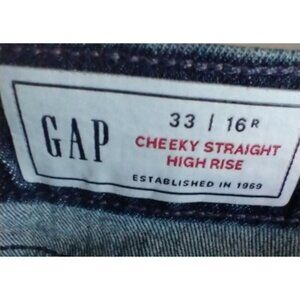 GAP
33 | 16R
CHEEKY STRAIGHT
HIGH RISE
ESTABLISHED IN 1969